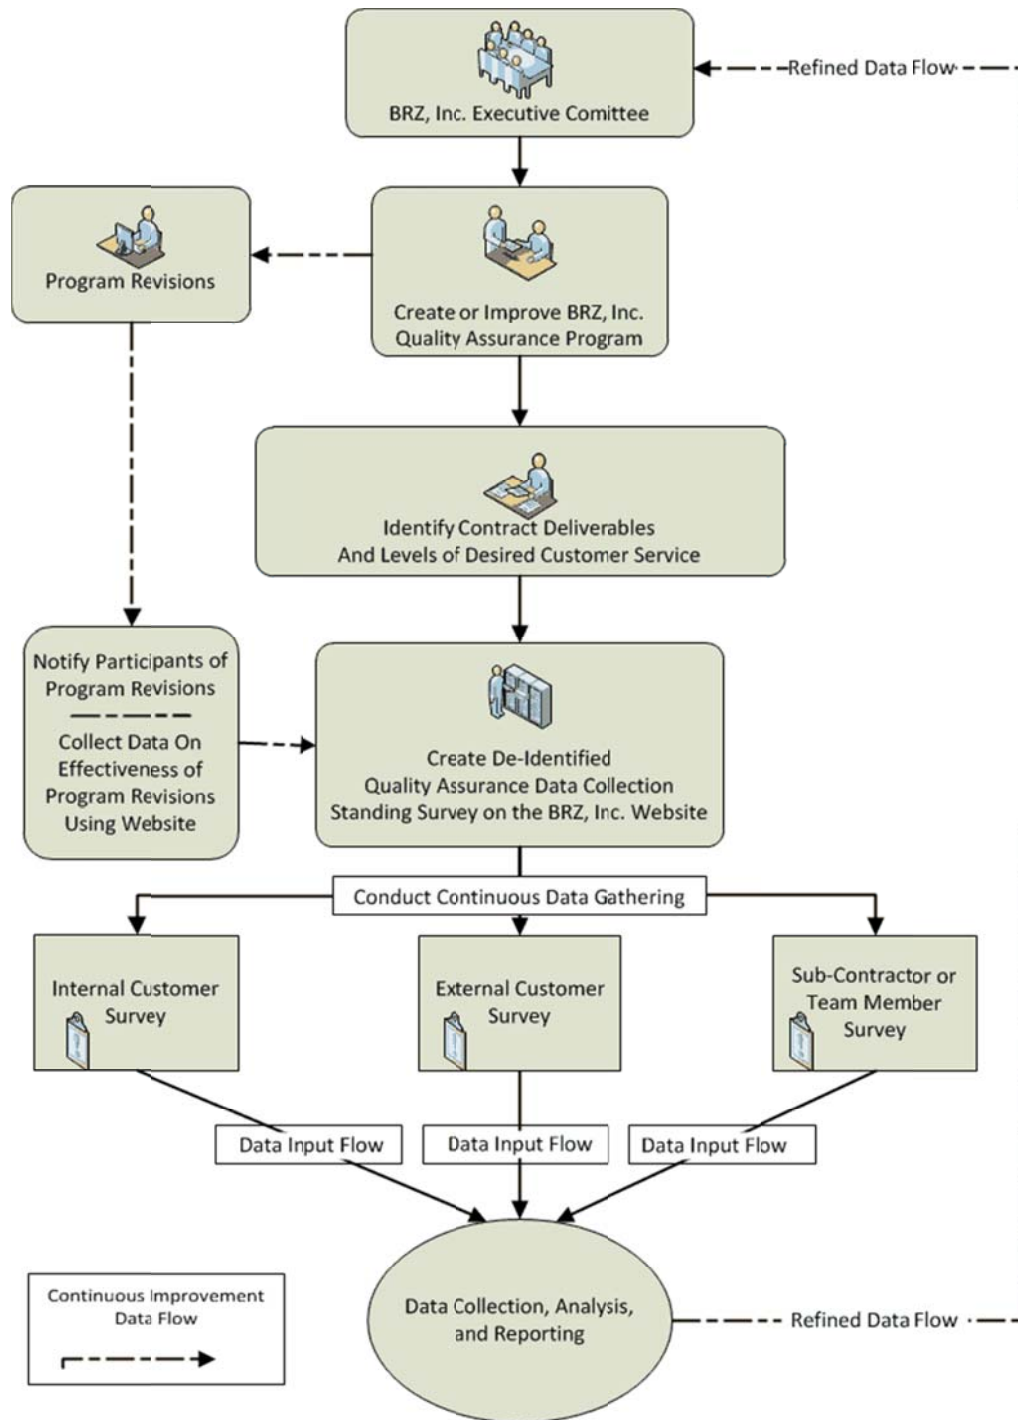 BRZ, Inc. Executive Comittee
Refined Data Flow
Program Revisions
Create or Improve BRZ, Inc.
Quality Assurance Program
Identify Contract Deliverables
And Levels of Desired Customer Service
Notify Participants of
Program Revisions
Collect Data On
Effectiveness of
Program Revisions
Using Website
Create De-Identified
Quality Assurance Data Collection
Standing Survey on the BRZ, Inc. Website
Conduct Continuous Data Gathering
Internal Customer
Survey
External Customer
Survey
Sub-Contractor or
Team Member
Survey
Data Input Flow
Data Input Flow
Data Input Flow
Continuous Improvement
Data Flow
Data Collection, Analysis,
and Reporting
Refined Data Flow